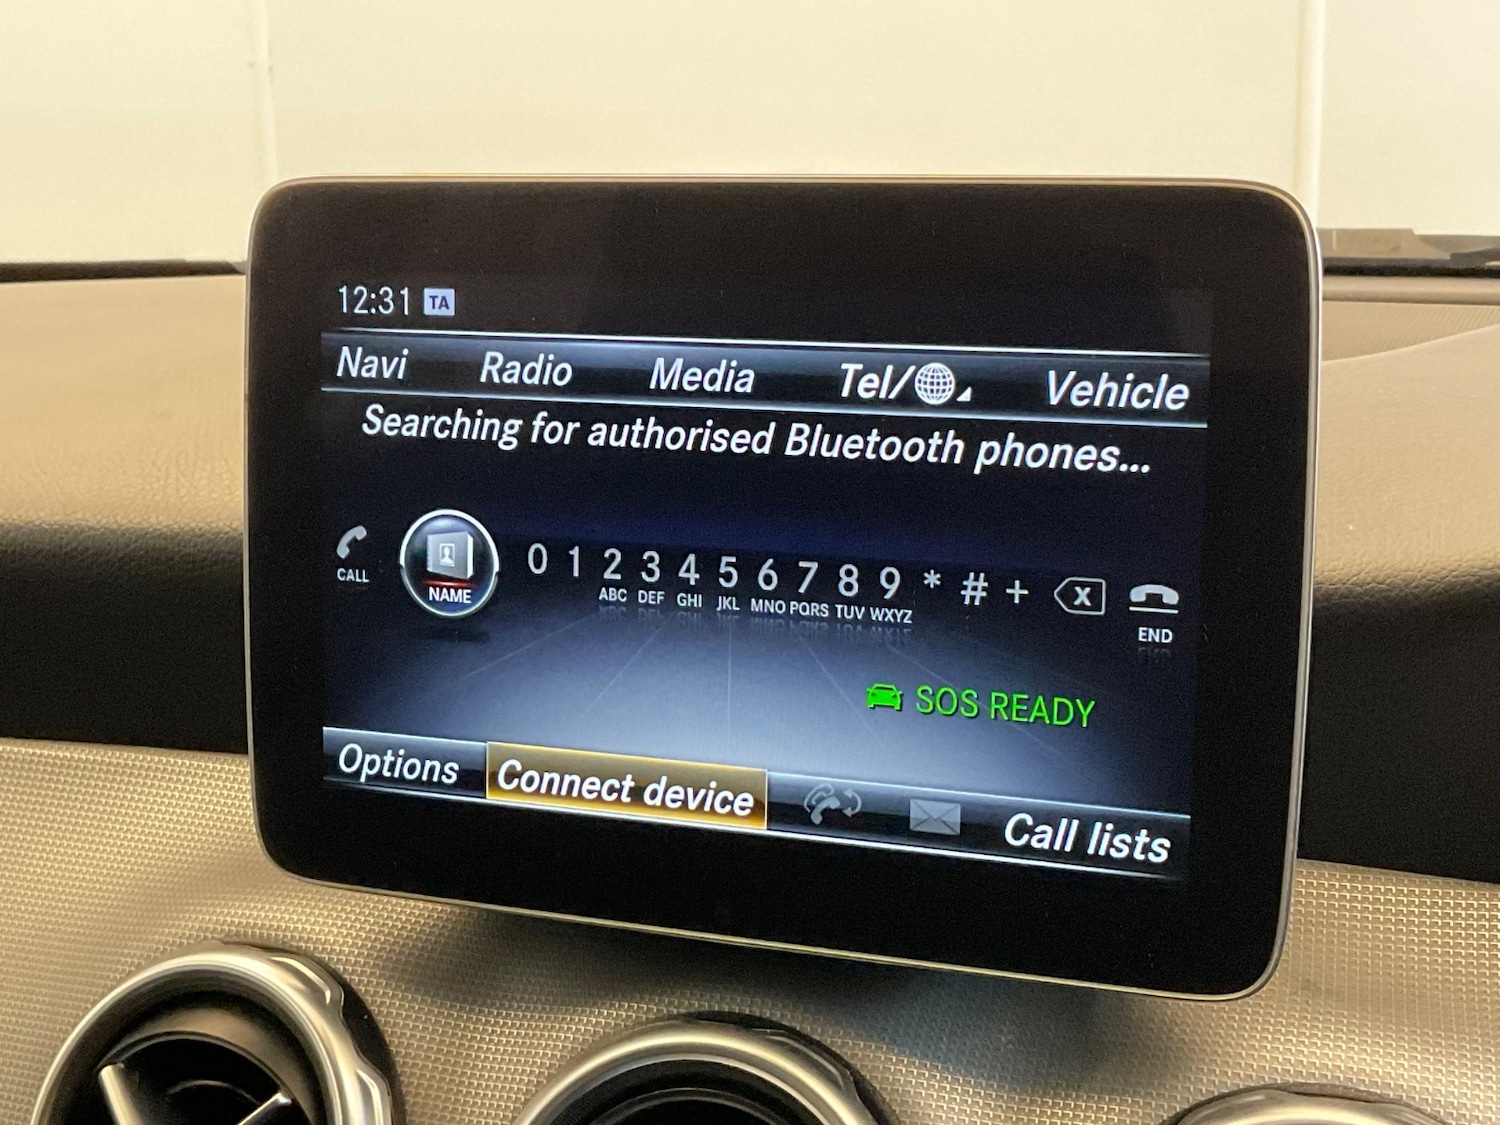 12:31 TA
Navi Radio Media Tel/ Vehicle
Searching for authorised Bluetooth phones...
CALL NAME 0 1 2 3 4 5 6 7 8 9 * # + X END
ABC DEF GHI JKL MNO PQRS TUV WXYZ
SOS READY
Options Connect device Call lists